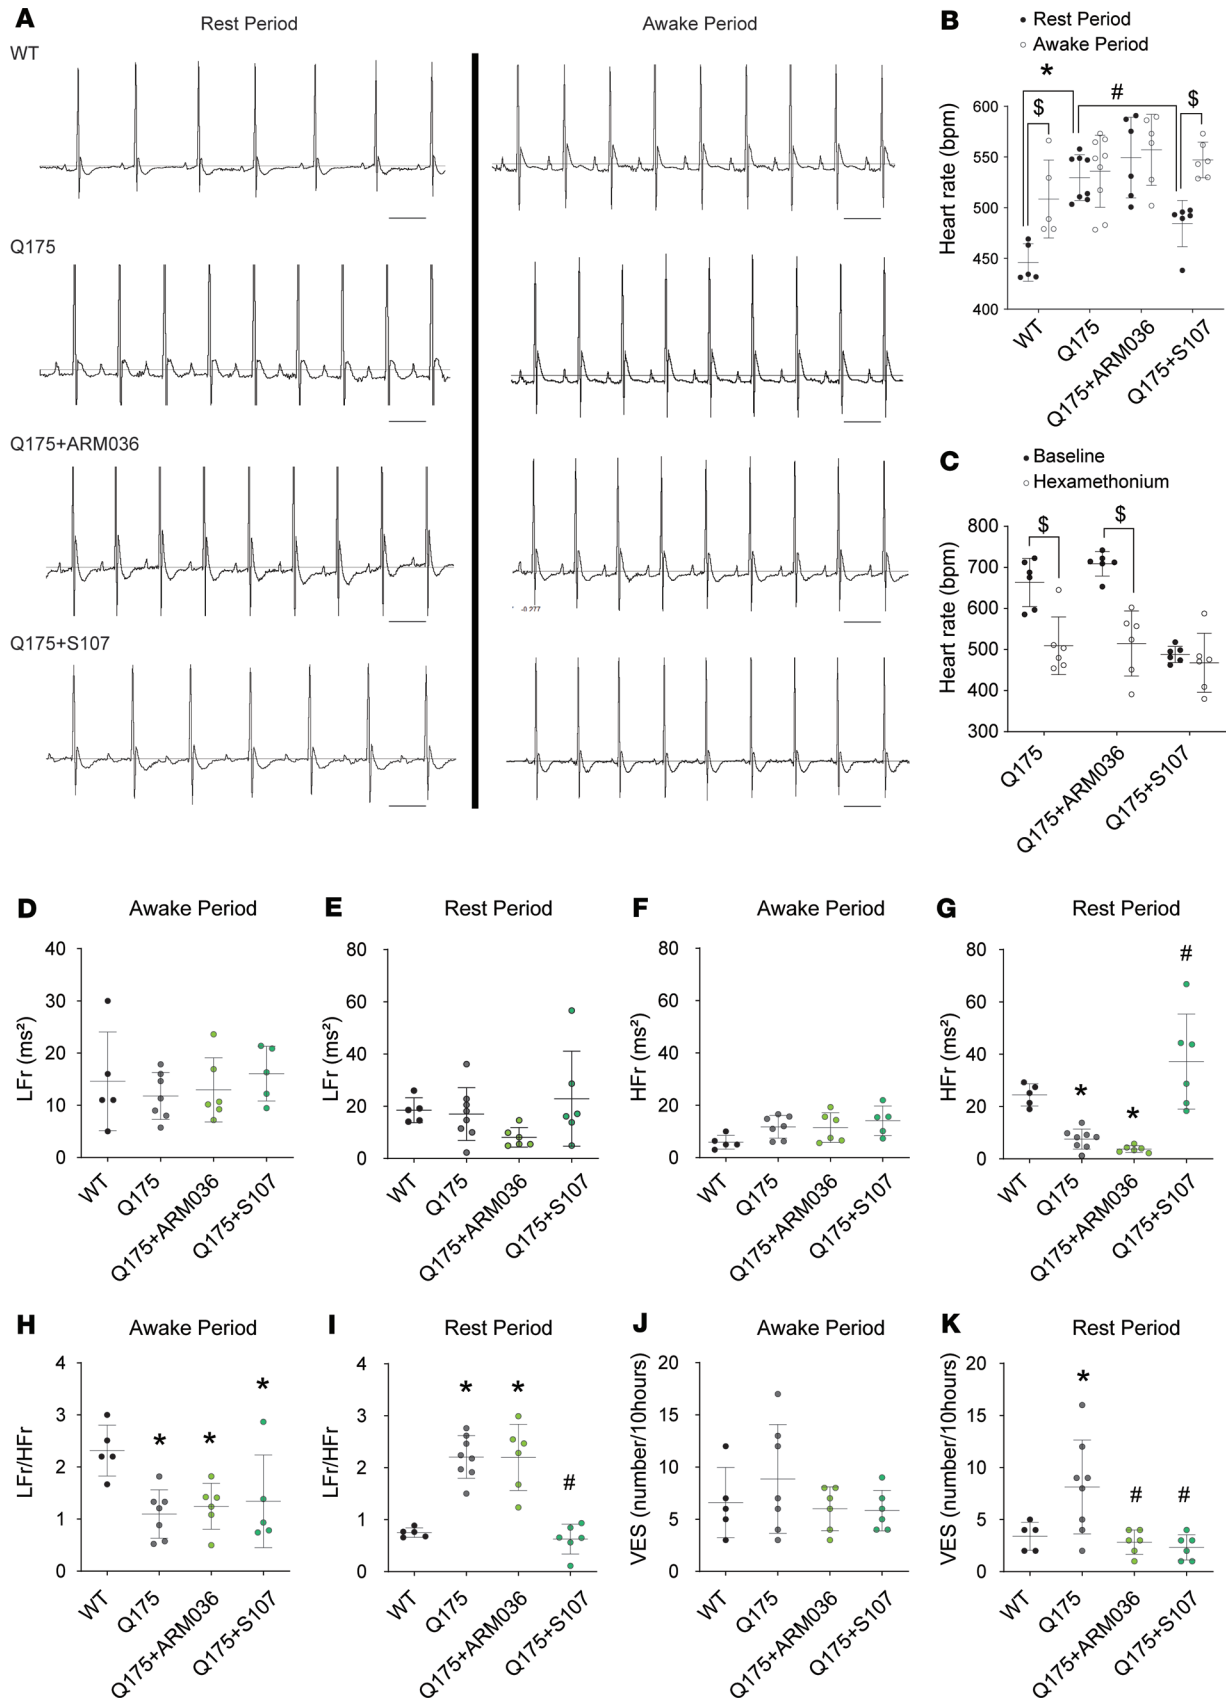 A
Rest Period
Awake Period
WT
Q175
Q175+ARM036
-0.277
Q175+S107
B
Rest Period
Awake Period
*
#
$
$
Heart rate (bpm)
600
550
500
450
400
WT
Q175
Q175+ARM036
Q175+S107
C
Baseline
Hexamethonium
$
$
Heart rate (bpm)
800
700
600
500
400
300
Q175
Q175+ARM036
Q175+S107
D
Awake Period
LFr (ms²)
40
30
20
10
0
WT
Q175
Q175+ARM036
Q175+S107
E
Rest Period
LFr (ms²)
80
60
40
20
0
WT
Q175
Q175+ARM036
Q175+S107
F
Awake Period
HFr (ms²)
80
60
40
20
0
WT
Q175
Q175+ARM036
Q175+S107
G
Rest Period
HFr (ms²)
80
60
40
20
0
*
*
#
WT
Q175
Q175+ARM036
Q175+S107
H
Awake Period
LFr/HFr
4
3
2
1
0
*
*
*
WT
Q175
Q175+ARM036
Q175+S107
I
Rest Period
LFr/HFr
4
3
2
1
0
*
*
#
WT
Q175
Q175+ARM036
Q175+S107
J
Awake Period
VES (number/10hours)
20
15
10
5
0
WT
Q175
Q175+ARM036
Q175+S107
K
Rest Period
VES (number/10hours)
20
15
10
5
0
*
#
#
WT
Q175
Q175+ARM036
Q175+S107